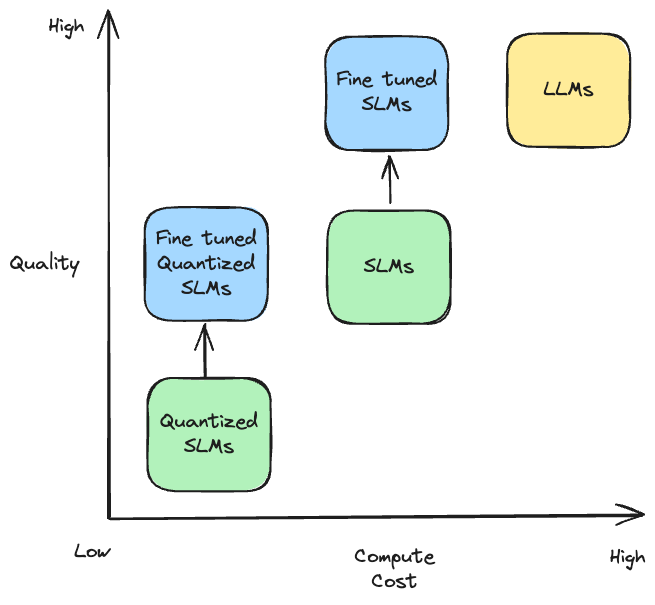 High
Fine tuned
SLMs
LLMs
Fine tuned
Quantized
SLMs
Quality
SLMs
Quantized
SLMs
Low
Compute
Cost
High